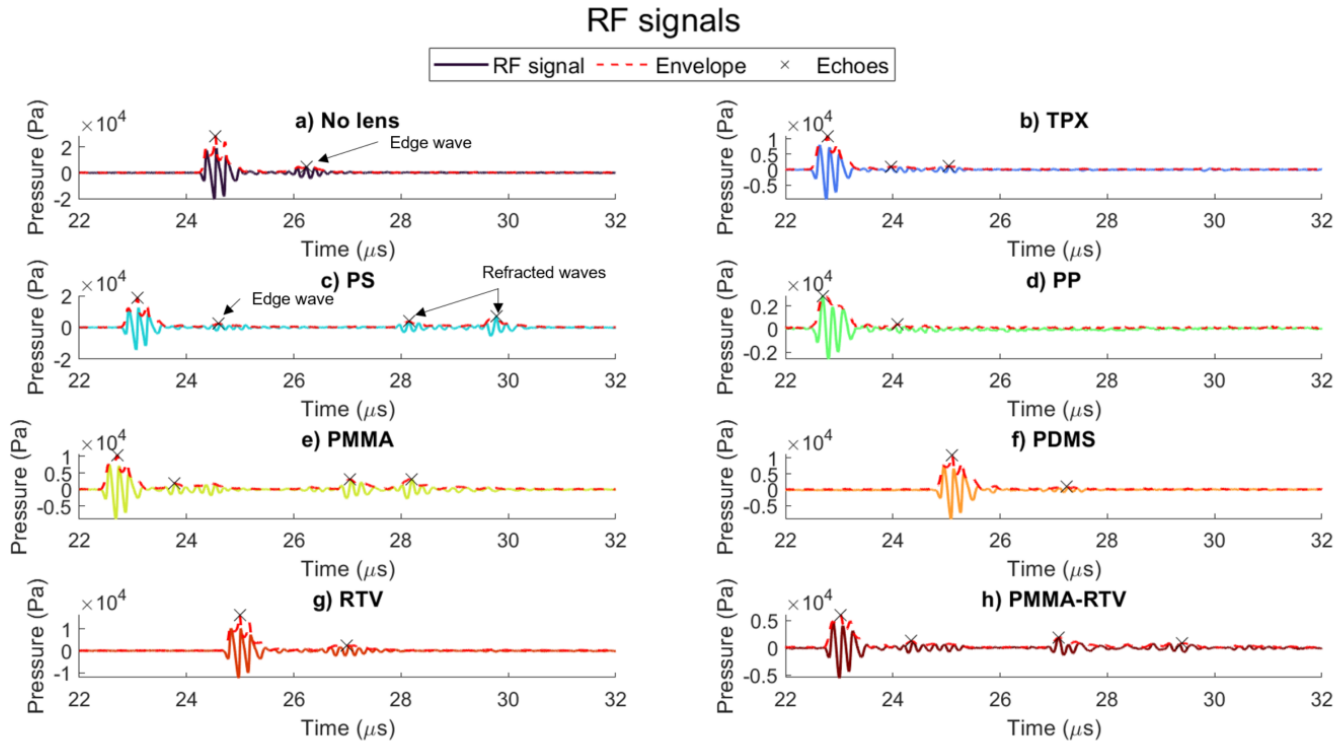 RF signals
RF signal Envelope Echoes
×10^4
a) No lens
Pressure (Pa)
2
0
-2
Edge wave
22 24 26 28 30 32
Time (μs)
×10^4
b) TPX
Pressure (Pa)
1
0.5
0
-0.5
22 24 26 28 30 32
Time (μs)
×10^4
c) PS
Pressure (Pa)
2
0
-2
Edge wave
Refracted waves
22 24 26 28 30 32
Time (μs)
×10^4
d) PP
Pressure (Pa)
0.2
0
-0.2
22 24 26 28 30 32
Time (μs)
×10^4
e) PMMA
Pressure (Pa)
1
0.5
0
-0.5
22 24 26 28 30 32
Time (μs)
×10^4
f) PDMS
Pressure (Pa)
1
0.5
0
-0.5
22 24 26 28 30 32
Time (μs)
×10^4
g) RTV
Pressure (Pa)
1
0
-1
22 24 26 28 30 32
Time (μs)
×10^4
h) PMMA-RTV
Pressure (Pa)
0.5
0
-0.5
22 24 26 28 30 32
Time (μs)